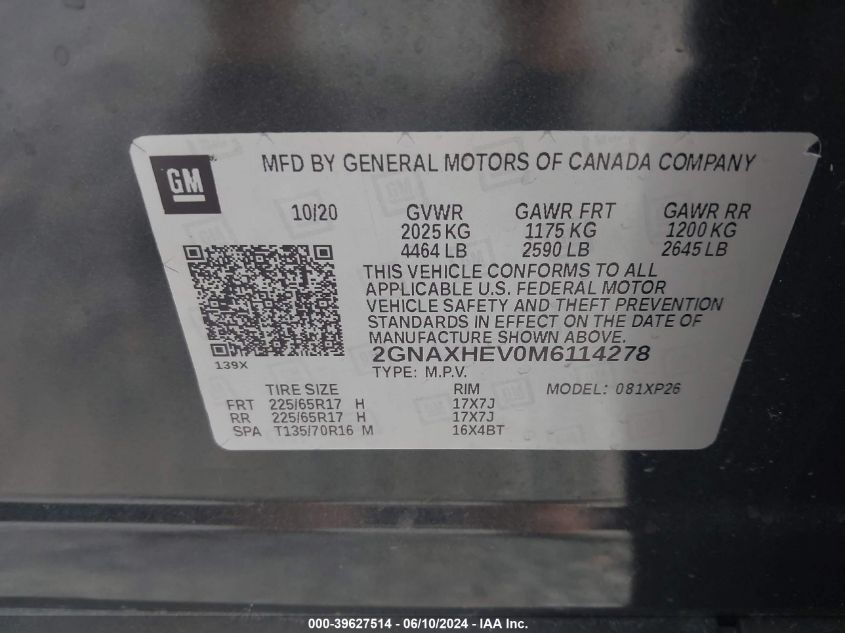 GM
MFD BY GENERAL MOTORS OF CANADA COMPANY
10/20 GVWR GAWR FRT GAWR RR
2025 KG 1175 KG 1200 KG
4464 LB 2590 LB 2645 LB
THIS VEHICLE CONFORMS TO ALL
APPLICABLE U.S. FEDERAL MOTOR
VEHICLE SAFETY AND THEFT PREVENTION
STANDARDS IN EFFECT ON THE DATE OF
MANUFACTURE SHOWN ABOVE.
139X
2GNAXHEV0M6114278
TYPE: M.P.V.
TIRE SIZE RIM MODEL: 081XP26
FRT 225/65R17 H 17X7J
RR 225/65R17 H 17X7J
SPA T135/70R16 M 16X4BT
000-39627514 - 06/10/2024 - IAA Inc.